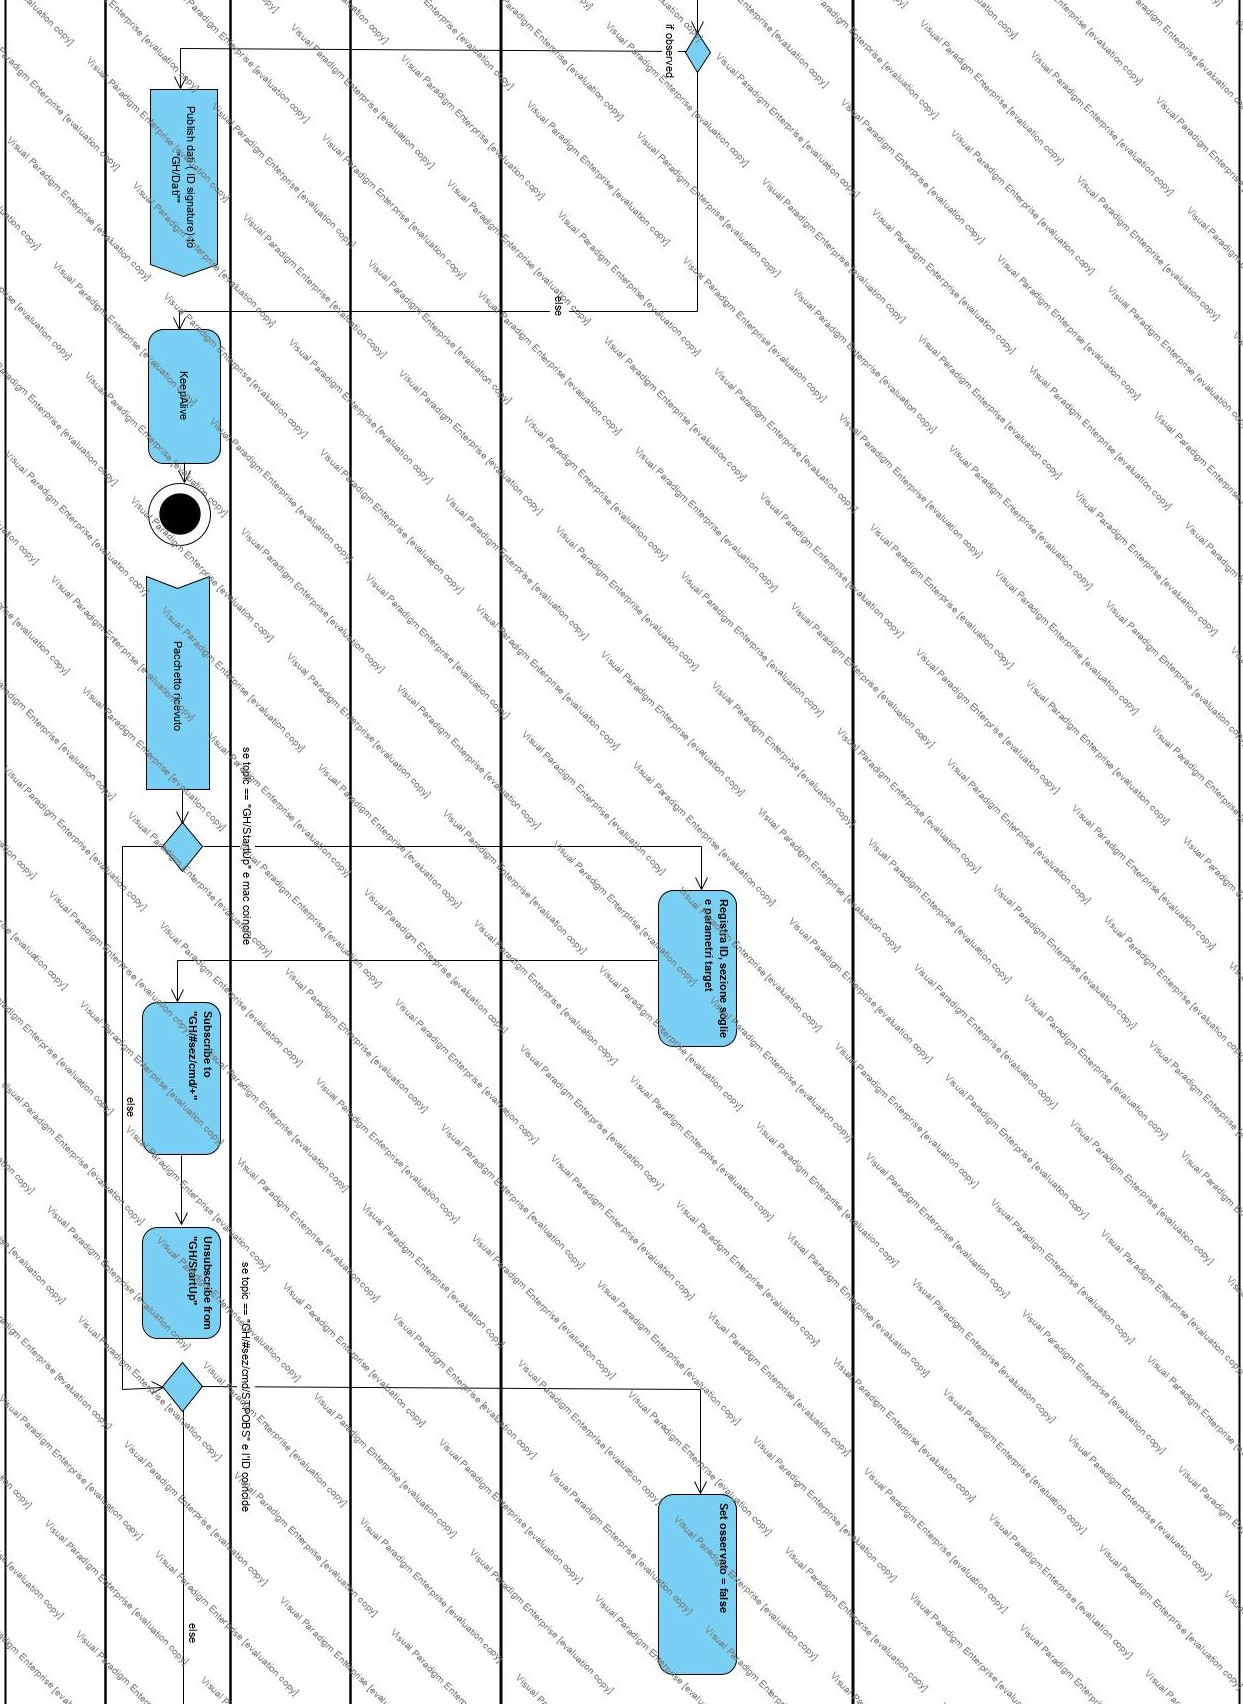 if observed
Publish dati ( ID signature) to
"GH/Dati"
else
KeepAlive
Pacchetto ricevuto
se topic == "GH/StartUp" e mac coincide
Registra ID, sezione soglie
e parametri target
Subscribe to
"GH/#sez/cmd/+"
else
Unsubscribe from
"GH/StartUp"
se topic == "GH/#sez/cmd/STPOBS" e l'ID coincide
Set osservato = false
else
Visual Paradigm Enterprise [evaluation copy]